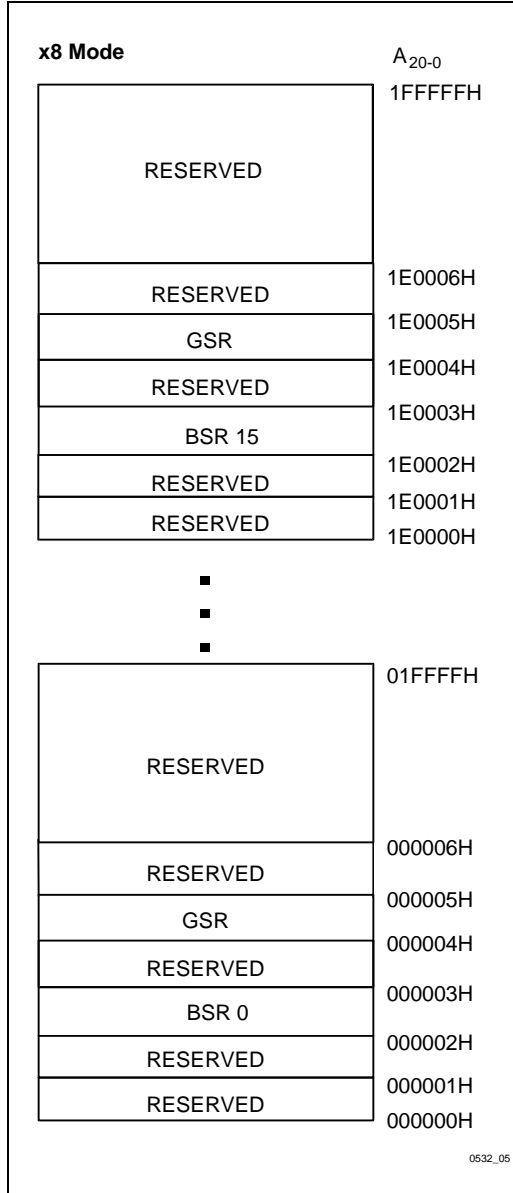 x8 Mode
A20-0
1FFFFFH
RESERVED
1E0006H
RESERVED
1E0005H
GSR
1E0004H
RESERVED
1E0003H
BSR 15
1E0002H
RESERVED
1E0001H
RESERVED
1E0000H
01FFFFH
RESERVED
000006H
RESERVED
000005H
GSR
000004H
RESERVED
000003H
BSR 0
000002H
RESERVED
000001H
RESERVED
000000H
0532_05